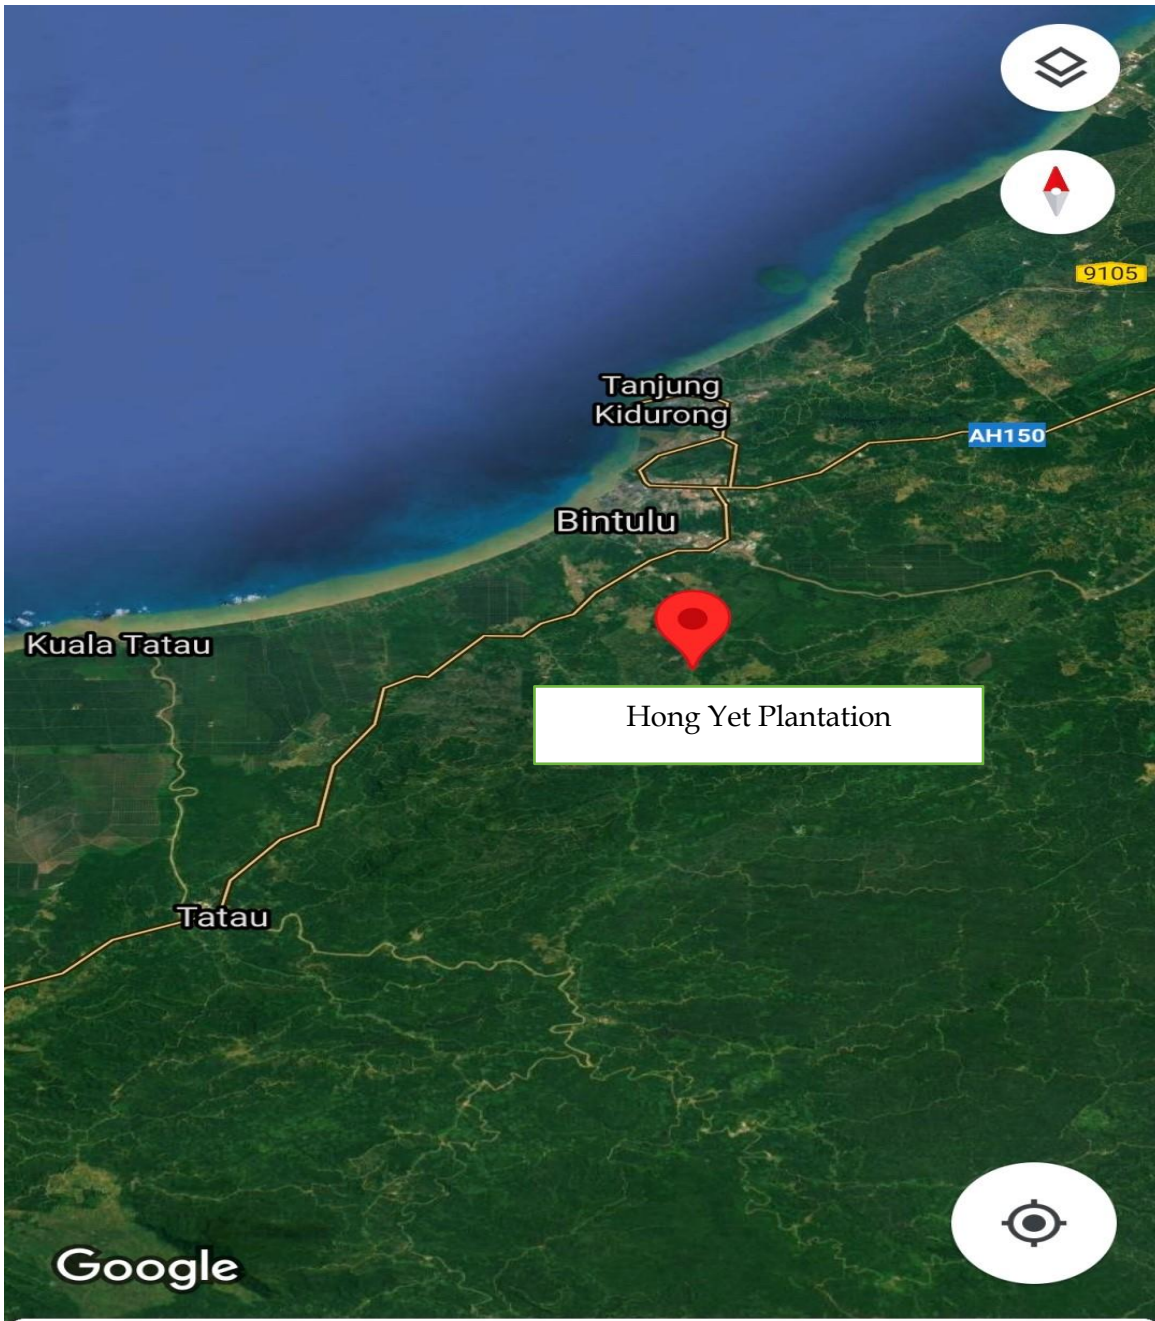 9105
Tanjung
Kidurong
AH150
Bintulu
Kuala Tatau
Hong Yet Plantation
Tatau
Google